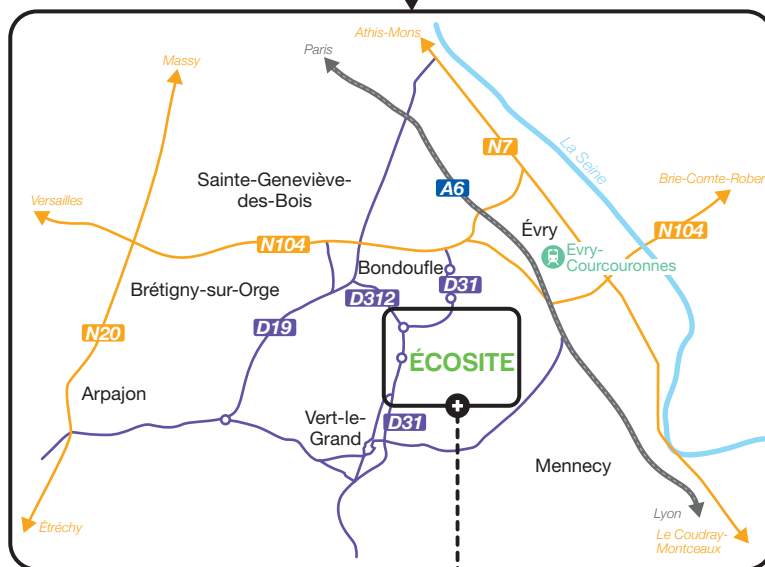 Athis-Mons
Paris
Massy
N7
La Seine
Sainte-Geneviève-
des-Bois
A6
Brie-Comte-Rober
Versailles
Évry
N104
N104
Evry-
Courcouronnes
Bondoufle
Brétigny-sur-Orge
D31
D312
N20
D19
ÉCOSITE
Arpajon
Vert-le-
Grand
D31
Mennecy
Étréchy
Lyon
Le Coudray-
Montceaux